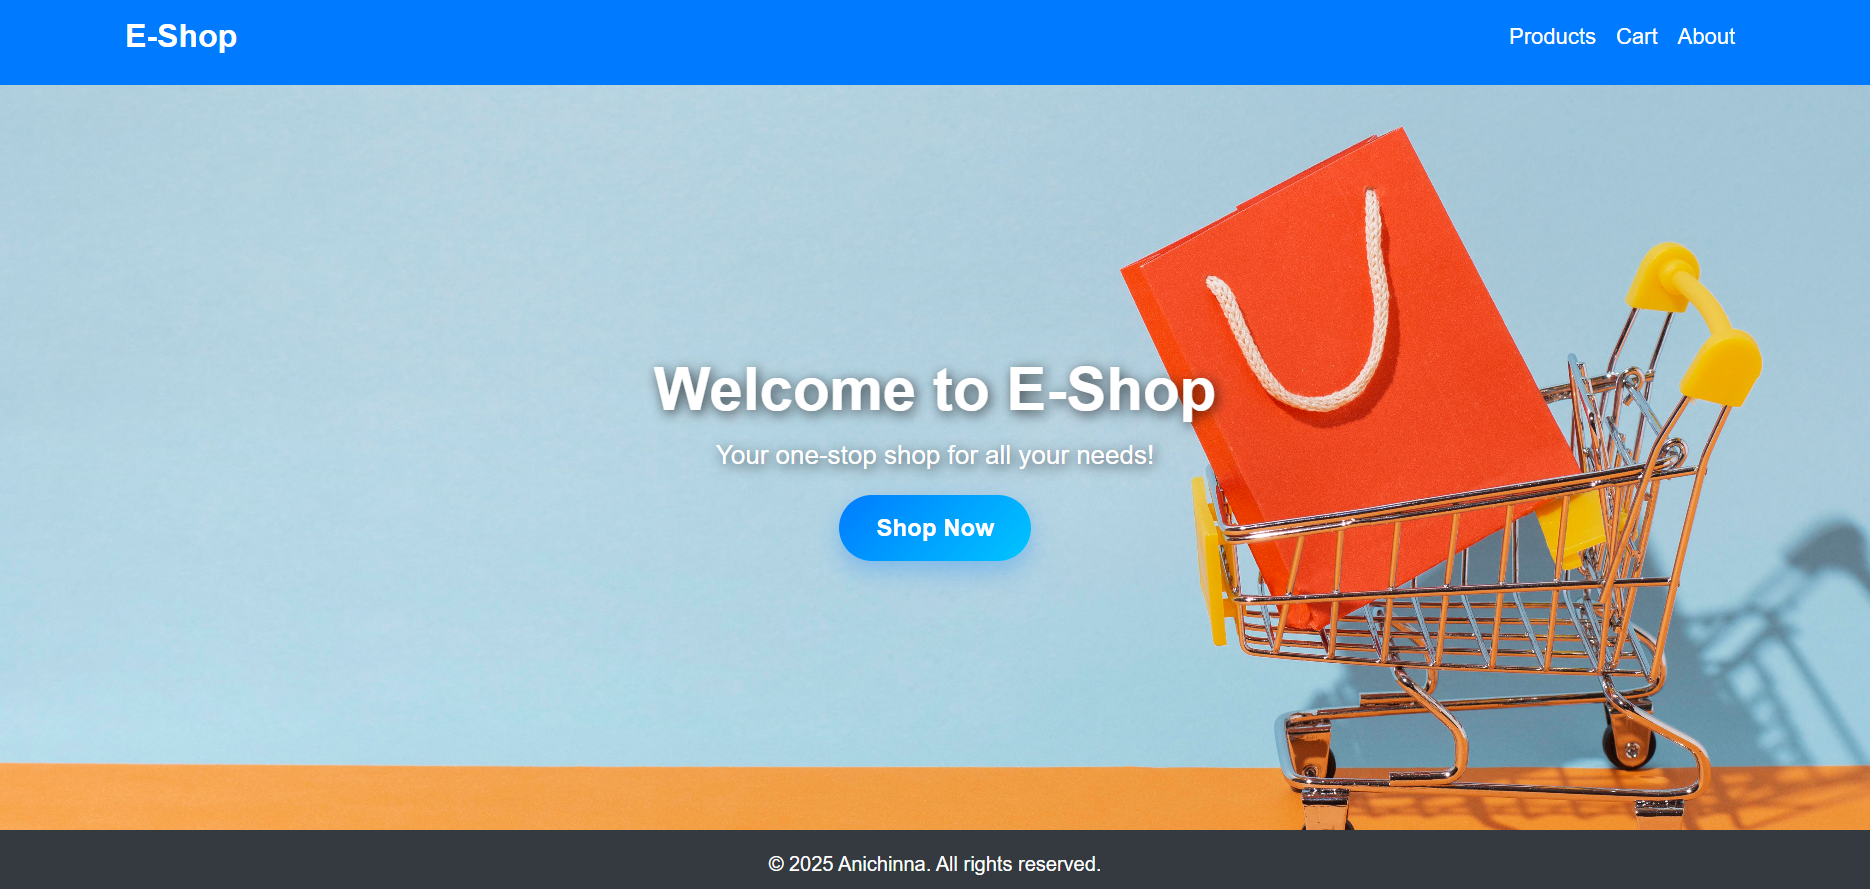 E-Shop
Products Cart About
Welcome to E-Shop
Your one-stop shop for all your needs!
Shop Now
© 2025 Anichinna. All rights reserved.